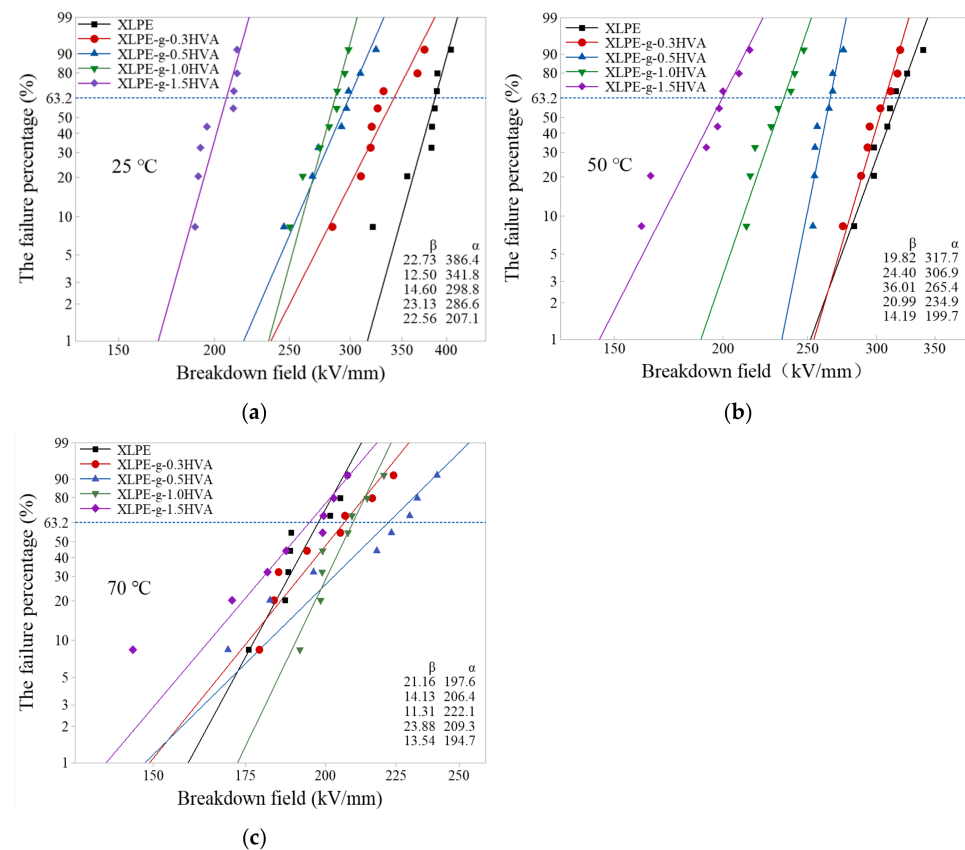 (a)
The failure percentage (%)
99
90
80
63.2
50
40
30
20
10
5
3
2
1
XLPE
XLPE-g-0.3HVA
XLPE-g-0.5HVA
XLPE-g-1.0HVA
XLPE-g-1.5HVA
25 ℃
β α
22.73 386.4
12.50 341.8
14.60 298.8
23.13 286.6
22.56 207.1
150 200 250 300 350 400
Breakdown field (kV/mm)
The failure percentage (%)
99
90
80
63.2
50
40
30
20
10
5
3
2
1
XLPE
XLPE-g-0.3HVA
XLPE-g-0.5HVA
XLPE-g-1.0HVA
XLPE-g-1.5HVA
50 ℃
β α
19.82 317.7
24.40 306.9
36.01 265.4
20.99 234.9
14.19 199.7
150 200 250 300 350
Breakdown field（kV/mm）
(b)
The failure percentage (%)
99
90
80
63.2
50
40
30
20
10
5
3
2
1
XLPE
XLPE-g-0.3HVA
XLPE-g-0.5HVA
XLPE-g-1.0HVA
XLPE-g-1.5HVA
70 ℃
β α
21.16 197.6
14.13 206.4
11.31 222.1
23.88 209.3
13.54 194.7
150 175 200 225 250
Breakdown field (kV/mm)
(c)